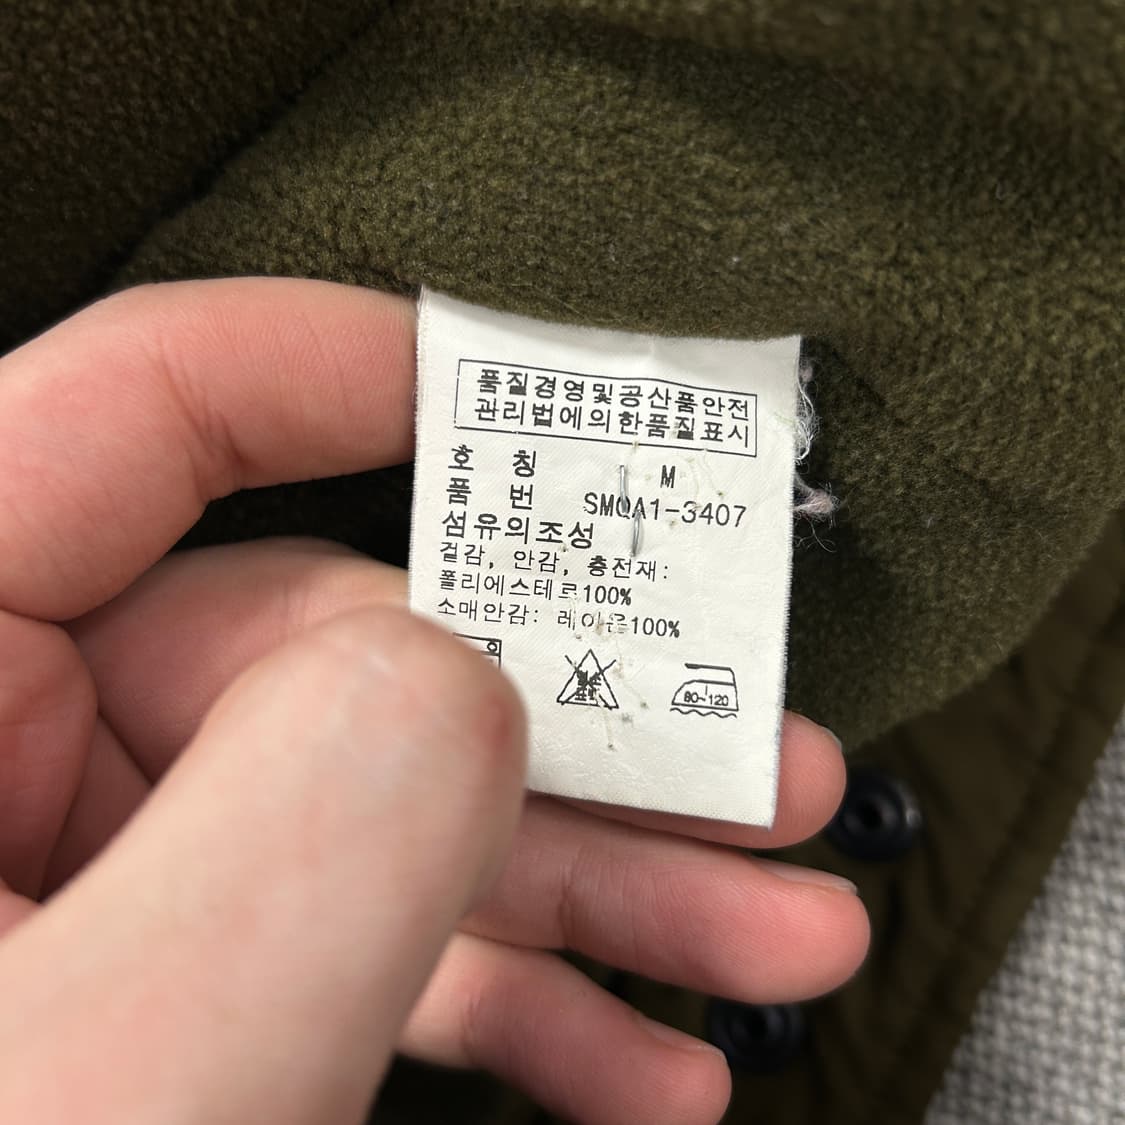 품질경영및공산품안전
관리법에의한품질표시
호 칭 M
품 번 SMQA1-3407
섬유의조성
겉감, 안감, 충전재:
폴리에스테르100%
소매안감: 레이온100%
80~120